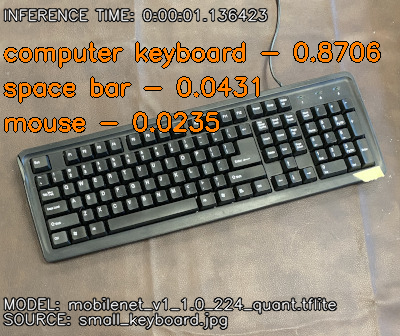 INFERENCE TIME: 0:00:01.136423
computer keyboard - 0.8706
space bar - 0.0431
mouse - 0.0235
MODEL: mobilenet_v1_1.0_224_quant.tflite
SOURCE: small_keyboard.jpg